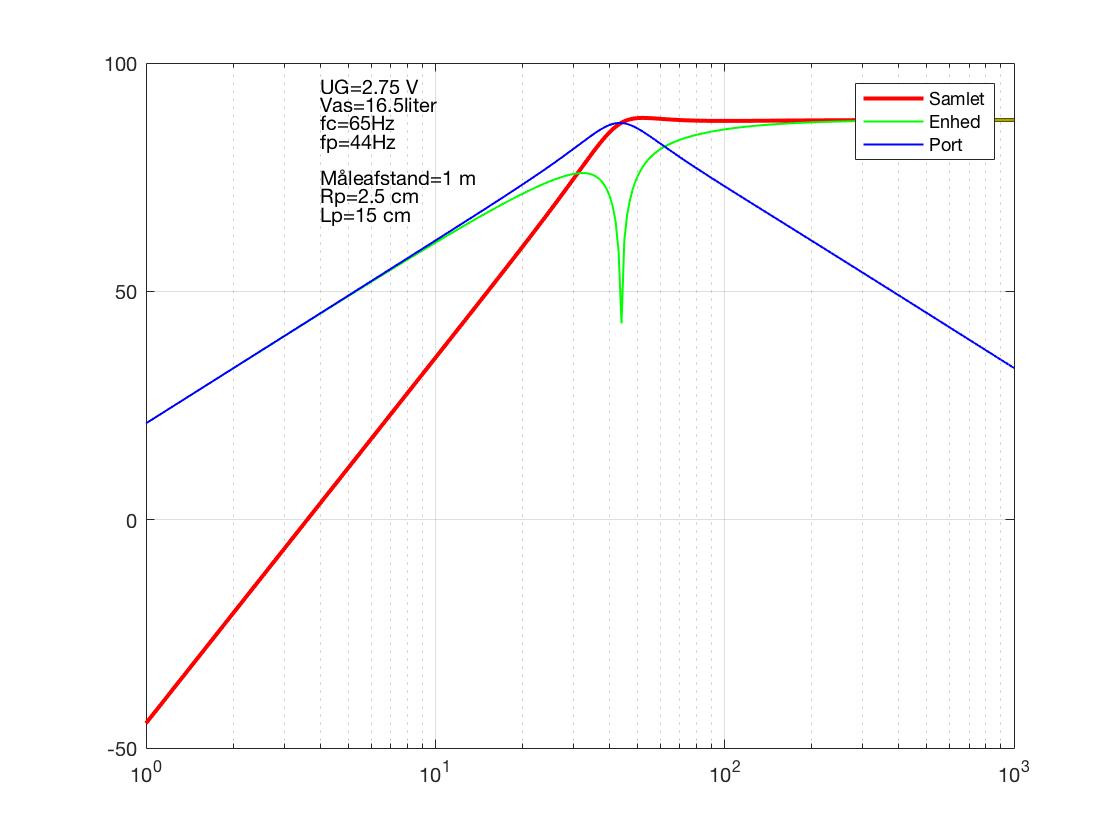 100
50
0
-50
10^0
10^1
10^2
10^3
UG=2.75 V
Vas=16.5liter
fc=65Hz
fp=44Hz
Måleafstand=1 m
Rp=2.5 cm
Lp=15 cm
Samlet
Enhed
Port